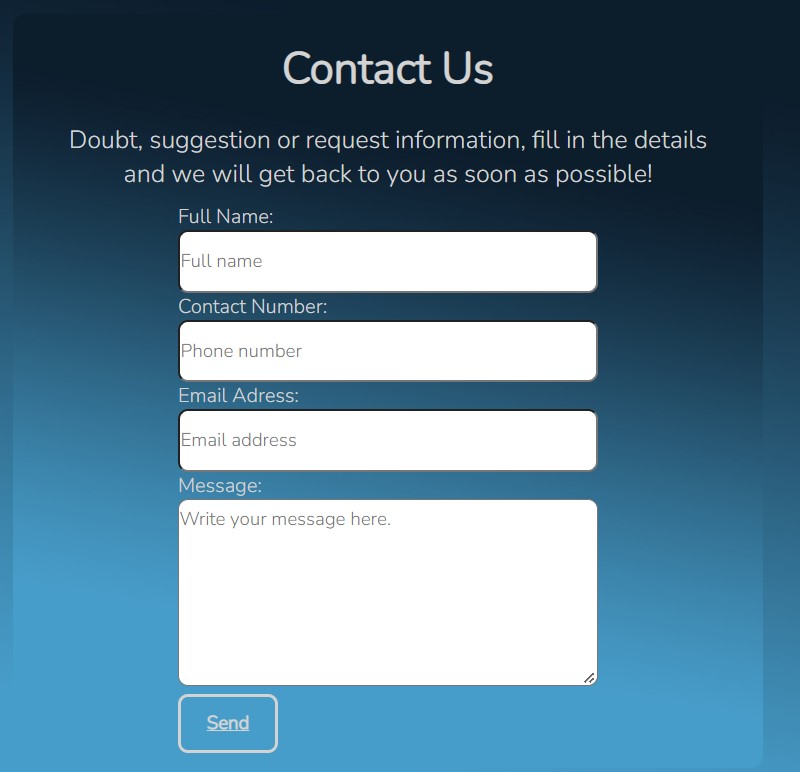 Contact Us
Doubt, suggestion or request information, fill in the details
and we will get back to you as soon as possible!
Full Name:
Full name
Contact Number:
Phone number
Email Adress:
Email address
Message:
Write your message here.
Send